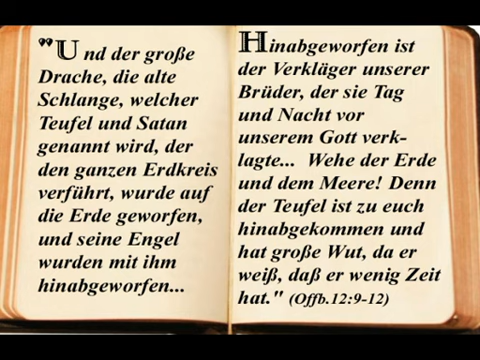 "Und der große
Drache, die alte
Schlange, welcher
Teufel und Satan
genannt wird, der
den ganzen Erdkreis
verführt, wurde auf
die Erde geworfen,
und seine Engel
wurden mit ihm
hinabgeworfen...
Hinabgeworfen ist
der Verkläger unserer
Brüder, der sie Tag
und Nacht vor
unserem Gott verk-
lagte... Wehe der Erde
und dem Meere! Denn
der Teufel ist zu euch
hinabgekommen und
hat große Wut, da er
weiß, daß er wenig Zeit
hat." (Offb.12:9-12)